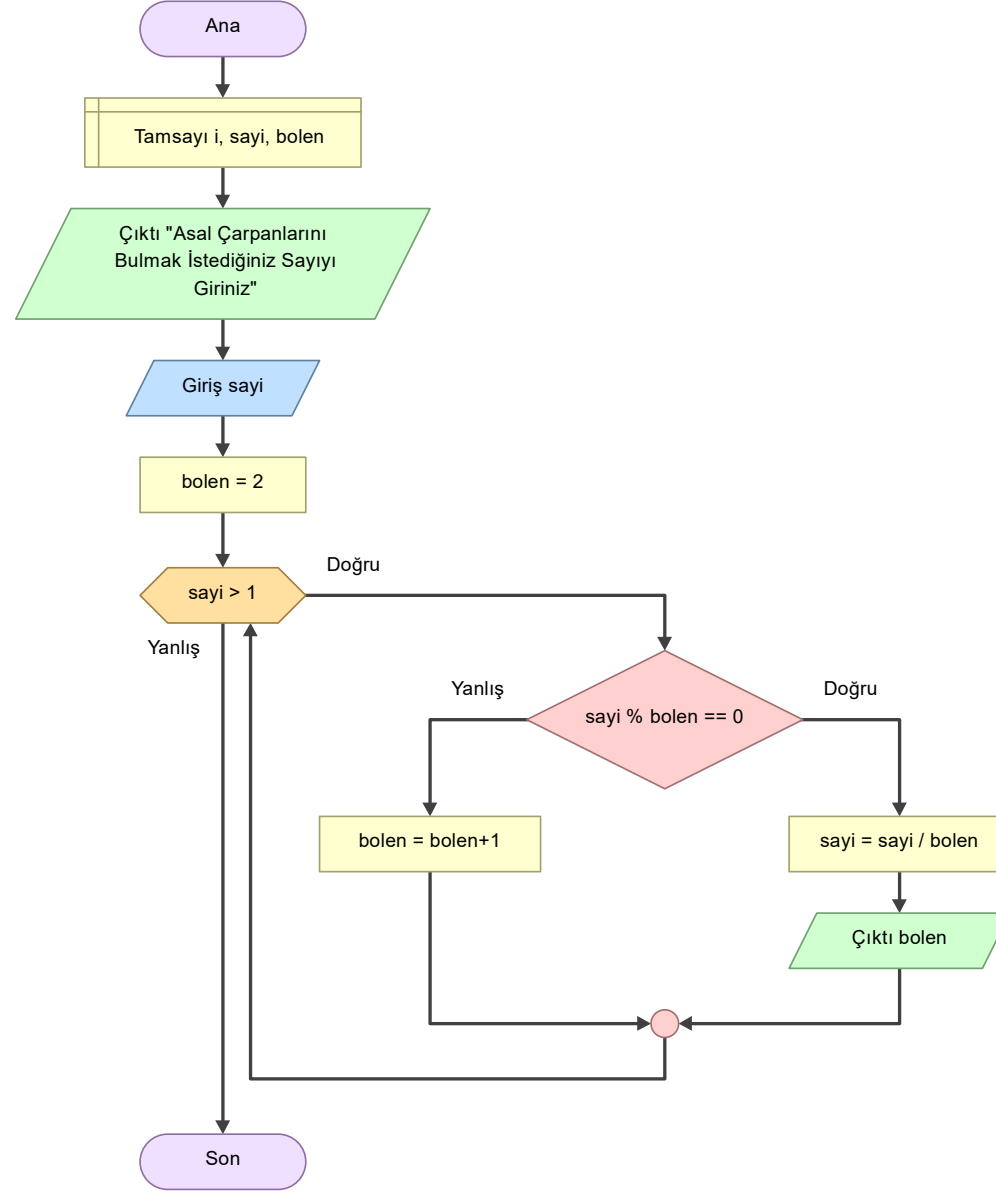 Ana
Tamsayı i, sayi, bolen
Çıktı "Asal Çarpanlarını
Bulmak İstediğiniz Sayıyı
Giriniz"
Giriş sayi
bolen = 2
Doğru
sayi > 1
Yanlış
Yanlış
Doğru
sayi % bolen == 0
bolen = bolen+1
sayi = sayi / bolen
Çıktı bolen
Son